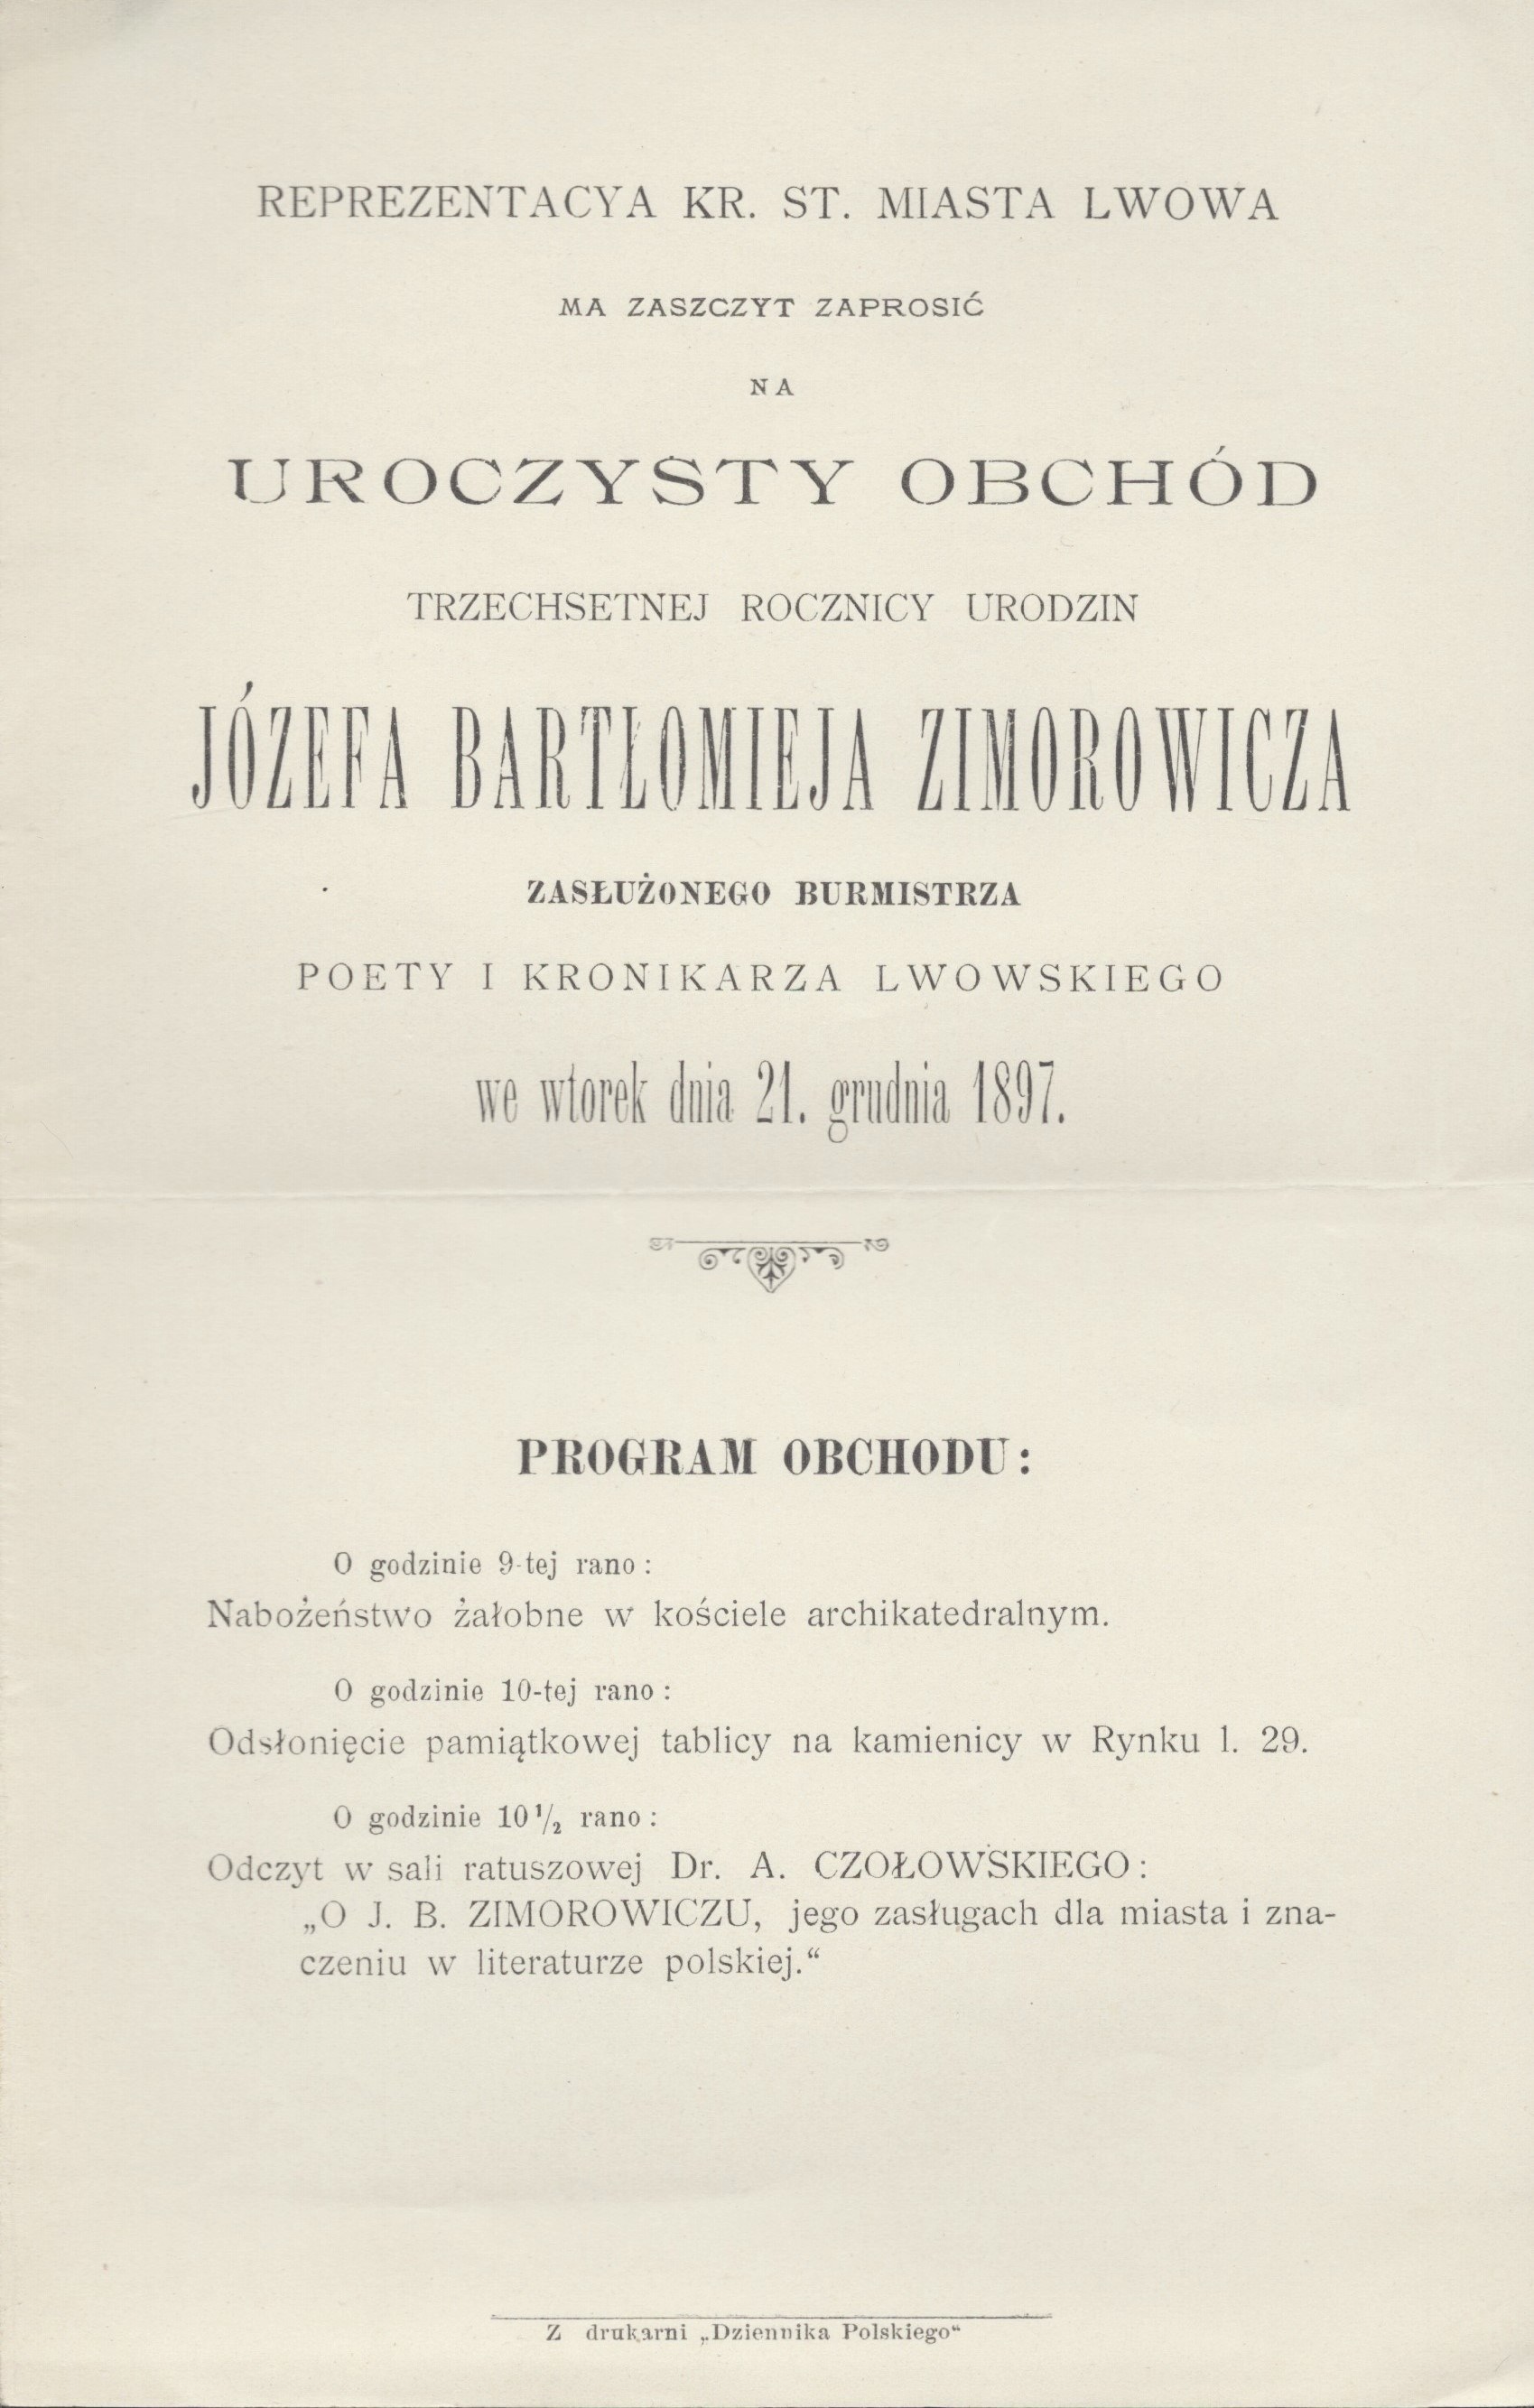 REPREZENTACYA KR. ST. MIASTA LWOWA
MA ZASZCZYT ZAPROSIĆ
NA
UROCZYSTY OBCHÓD
TRZECHSETNEJ ROCZNICY URODZIN
JÓZEFA BARTŁOMIEJA ZIMOROWICZA
ZASŁUŻONEGO BURMISTRZA
POETY I KRONIKARZA LWOWSKIEGO
we wtorek dnia 21. grudnia 1897.
PROGRAM OBCHODU:
O godzinie 9-tej rano:
Nabożeństwo żałobne w kościele archikatedralnym.
O godzinie 10-tej rano:
Odsłonięcie pamiątkowej tablicy na kamienicy w Rynku l. 29.
O godzinie 10 1/2 rano:
Odczyt w sali ratuszowej Dr. A. CZOŁOWSKIEGO:
„O J. B. ZIMOROWICZU, jego zasługach dla miasta i zna-
czeniu w literaturze polskiej.“
Z drukarni „Dziennika Polskiego“